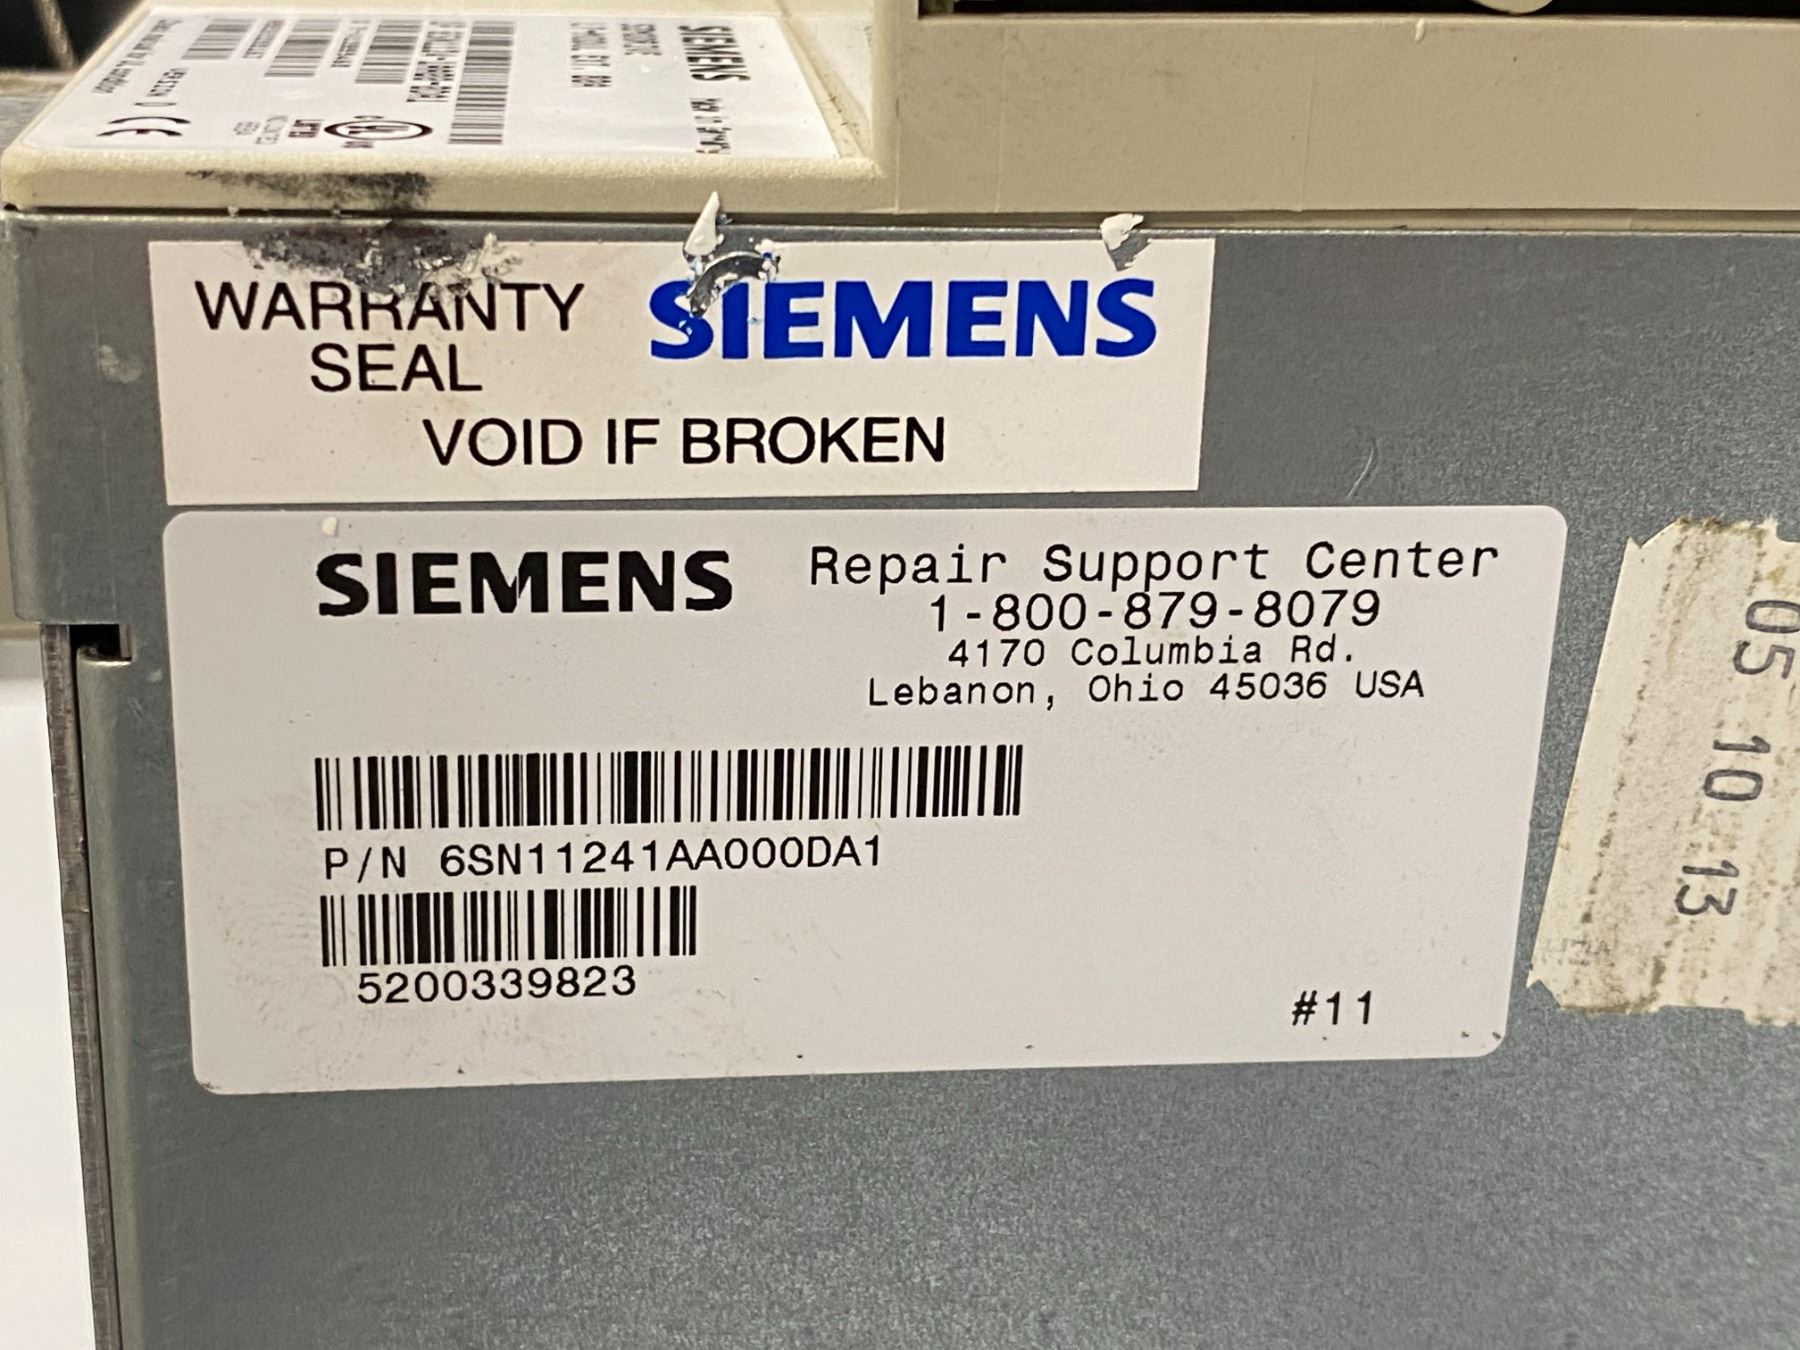 SIEMENS
WARRANTY
SEAL
SIEMENS
VOID IF BROKEN
SIEMENS
Repair Support Center
1-800-879-8079
4170 Columbia Rd.
Lebanon, Ohio 45036 USA
P/N 6SN11241AA000DA1
5200339823
#11
05 10 13